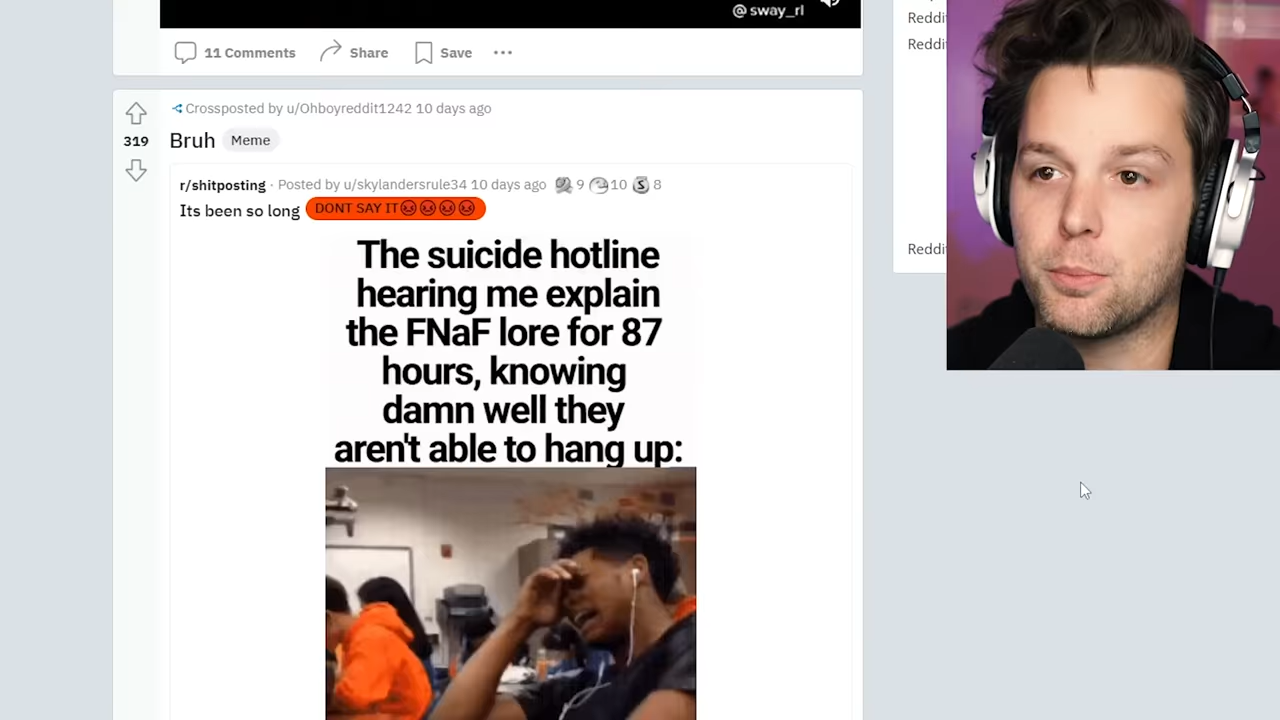 @ sway_rl
11 Comments Share Save
Crossposted by u/Ohboyreddit1242 10 days ago
319
Bruh Meme
r/shitposting · Posted by u/skylandersrule34 10 days ago 9 10 S 8
Its been so long DONT SAY IT😣😣😣😣
The suicide hotline
hearing me explain
the FNaF lore for 87
hours, knowing
damn well they
aren't able to hang up:
Reddi
Reddi
Reddi